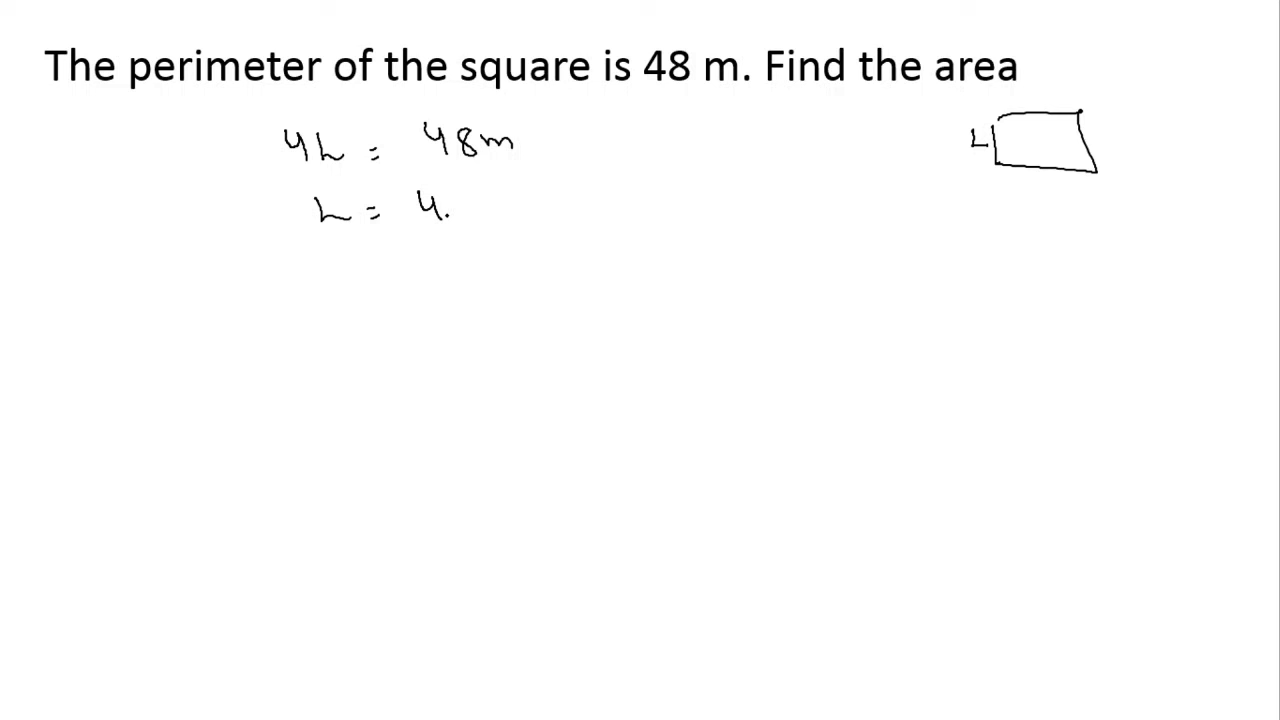 The perimeter of the square is 48 m. Find the area
L
4L = 48m
L = 4.